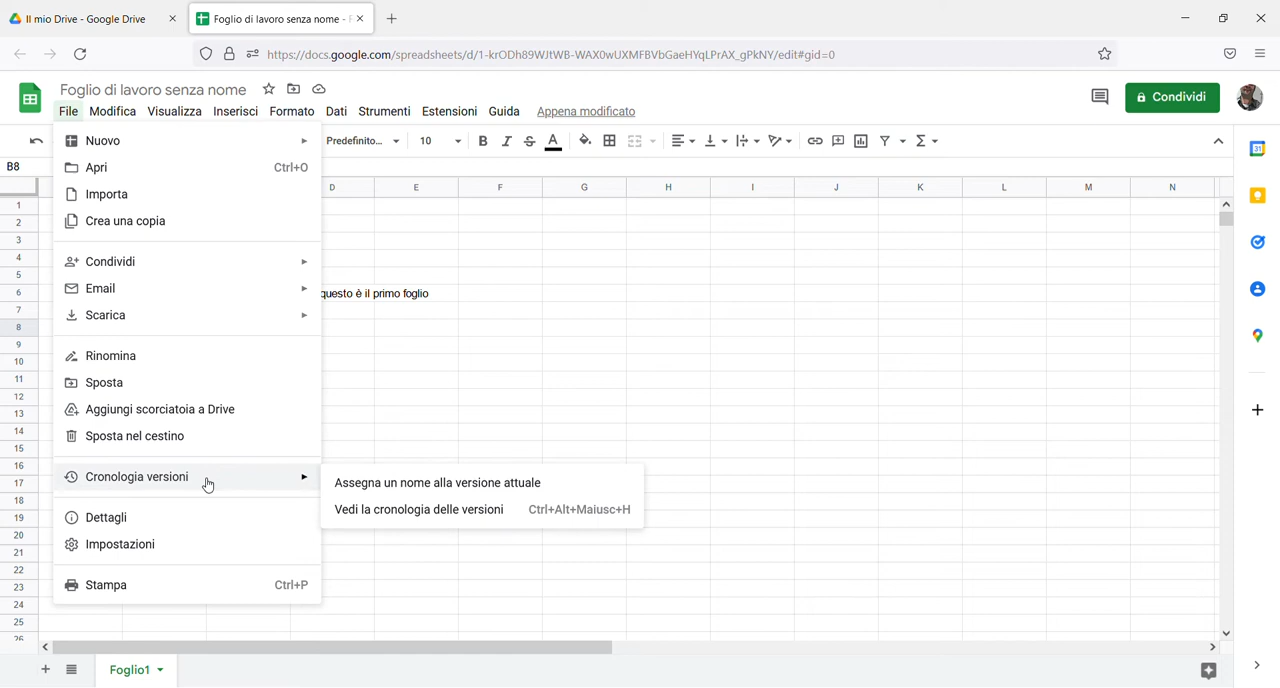 Il mio Drive - Google Drive
Foglio di lavoro senza nome - F
https://docs.google.com/spreadsheets/d/1-krODh89WJtWB-WAX0wUXMFBVbGaeHYqLPrAX_gPkNY/edit#gid=0
Foglio di lavoro senza nome
File Modifica Visualizza Inserisci Formato Dati Strumenti Estensioni Guida Appena modificato
Condividi
Predefinito... 10 B I S A
B8
D E F G H I J K L M N
1
2
3
4
5
6 questo è il primo foglio
7
8
9
10
11
12
13
14
15
16
17
18
19
20
21
22
23
24
25
26
Nuovo
Apri Ctrl+O
Importa
Crea una copia
Condividi
Email
Scarica
Rinomina
Sposta
Aggiungi scorciatoia a Drive
Sposta nel cestino
Cronologia versioni
Dettagli
Impostazioni
Stampa Ctrl+P
Assegna un nome alla versione attuale
Vedi la cronologia delle versioni Ctrl+Alt+Maiusc+H
Foglio1
31